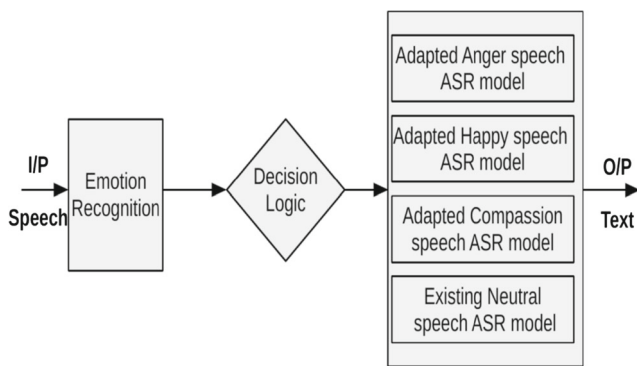 I/P
Speech
Emotion
Recognition
Decision
Logic
Adapted Anger speech
ASR model
Adapted Happy speech
ASR model
Adapted Compassion
speech ASR model
Existing Neutral
speech ASR model
O/P
Text